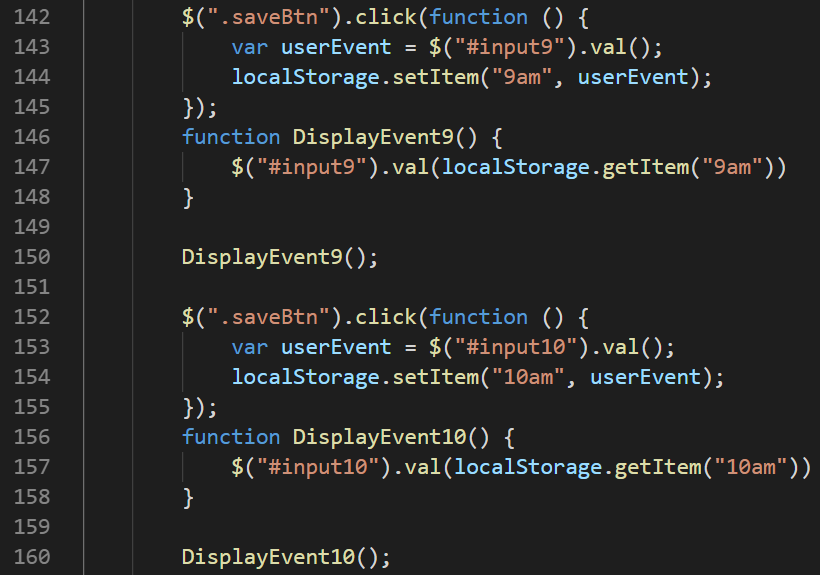 142 $(".saveBtn").click(function () {
143 var userEvent = $("#input9").val();
144 localStorage.setItem("9am", userEvent);
145 });
146 function DisplayEvent9() {
147 $("#input9").val(localStorage.getItem("9am"))
148 }
149
150 DisplayEvent9();
151
152 $(".saveBtn").click(function () {
153 var userEvent = $("#input10").val();
154 localStorage.setItem("10am", userEvent);
155 });
156 function DisplayEvent10() {
157 $("#input10").val(localStorage.getItem("10am"))
158 }
159
160 DisplayEvent10();